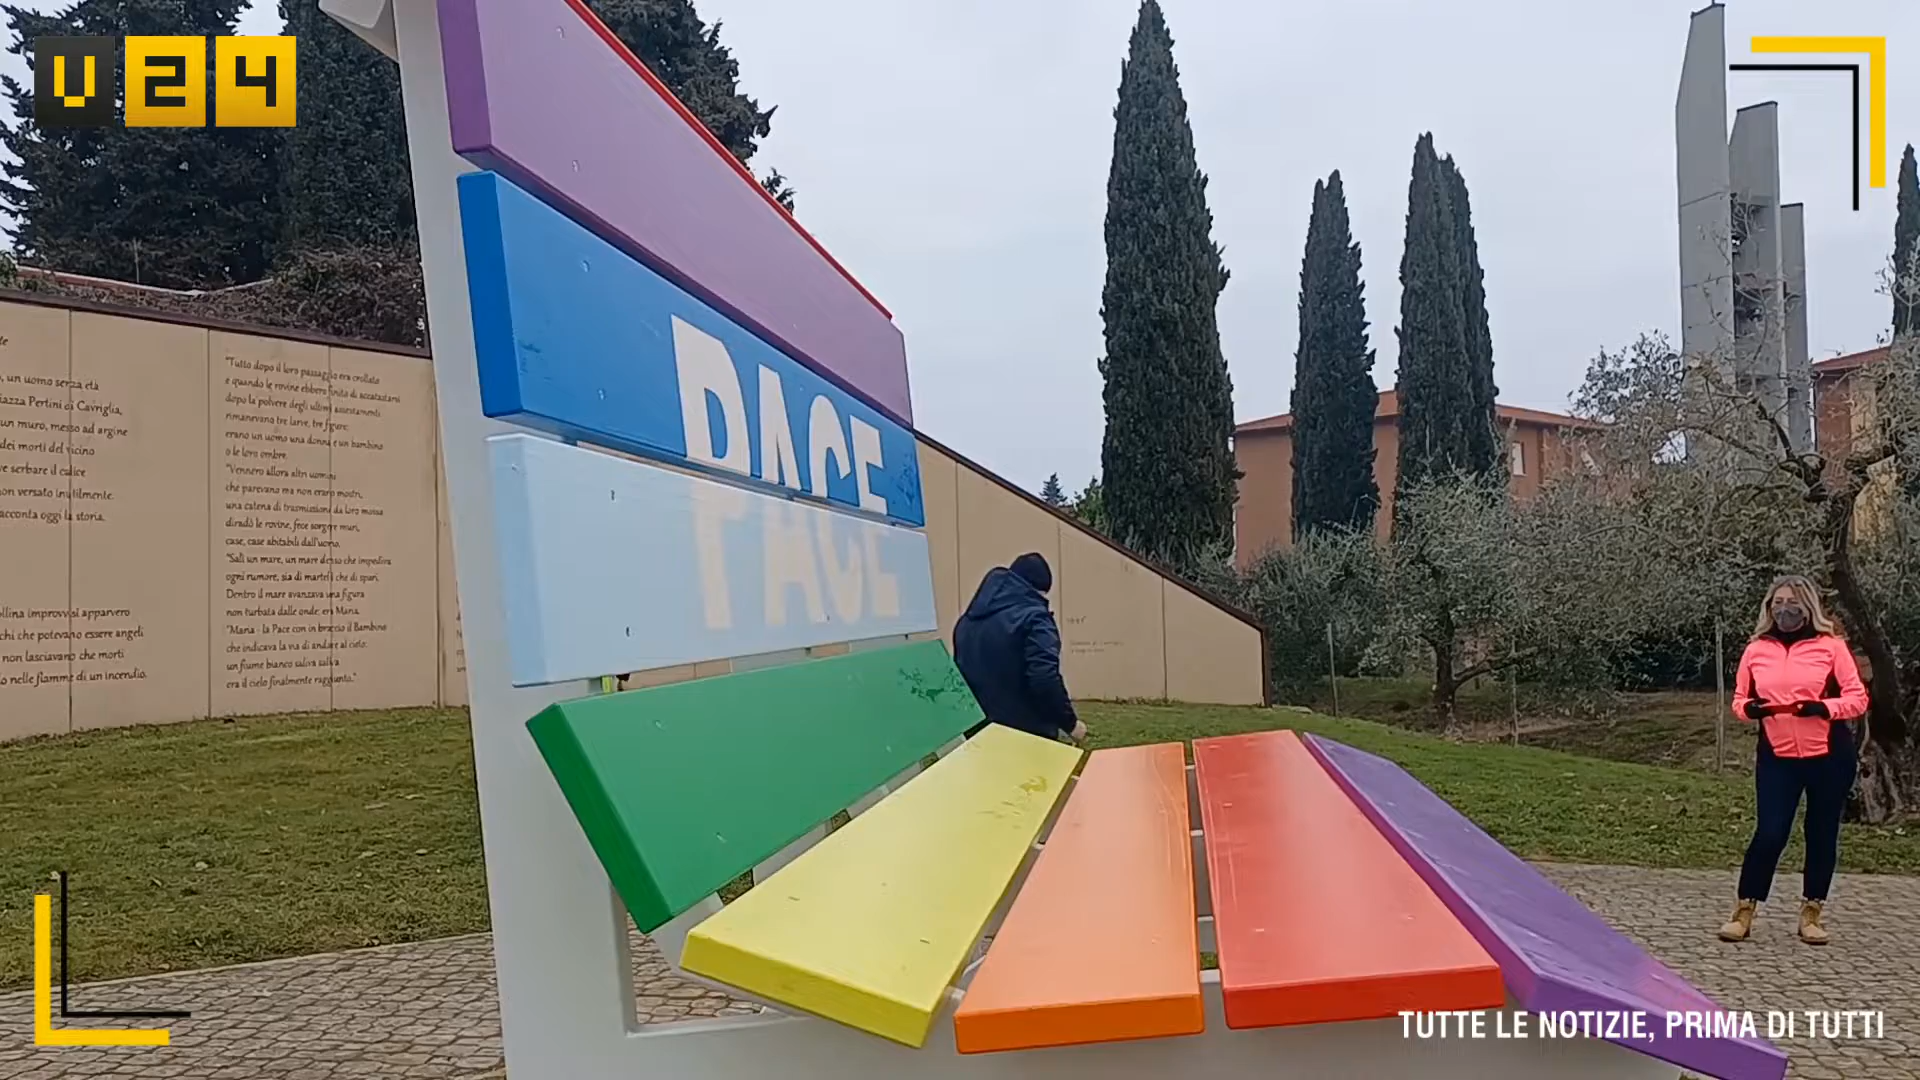 V24
PACE
, un uomo senza età
iazza Pertini di Cavriglia,
un muro, messo ad argine
dei morti del vicino
e serbare il calice
on versato inutilmente.
acconta oggi la storia.
ollina improvvisi apparvero
chi che potevano essere angeli
non lasciavano che morti
o nelle fiamme di un incendio.
"Tutto dopo il loro passaggio era crollato
e quando le rovine ebbero finito di accatastarsi
dopo la polvere degli ultimi assestamenti
rimanevano tre larve, tre figure:
erano un uomo una donna e un bambino
o le loro ombre.
"Vennero allora altri uomini
che parevano ma non erano mostri,
una catena di trasmissione da loro mossa
diradò le rovine, fece sorgere muri,
case, case abitabili dall'uomo.
"Salì un mare, un mare denso che impediva
ogni rumore, sia di martelli che di spari.
Dentro il mare avanzava una figura
non turbata dalle onde: era Maria.
"Maria - la Pace con in braccio il Bambino
che indicava la via di andare al cielo:
un fiume bianco saliva saliva
era il cielo finalmente raggiunto."
TUTTE LE NOTIZIE, PRIMA DI TUTTI